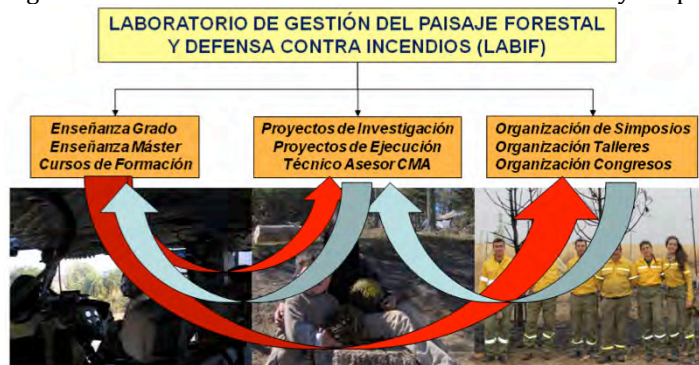 LABORATORIO DE GESTIÓN DEL PAISAJE FORESTAL
Y DEFENSA CONTRA INCENDIOS (LABIF)
Enseñanza Grado
Enseñanza Máster
Cursos de Formación
Proyectos de Investigación
Proyectos de Ejecución
Técnico Asesor CMA
Organización de Simposios
Organización Talleres
Organización Congresos